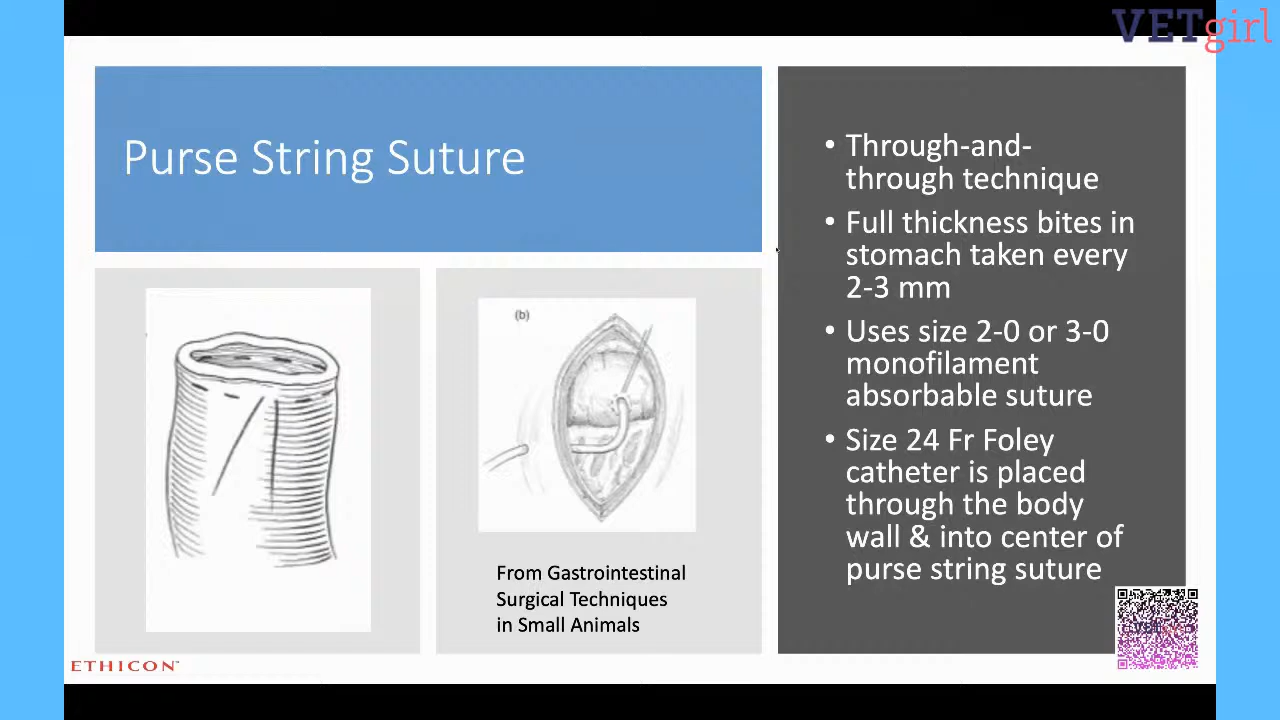 VETgirl
Purse String Suture
• Through-and-
through technique
• Full thickness bites in
stomach taken every
2-3 mm
• Uses size 2-0 or 3-0
monofilament
absorbable suture
• Size 24 Fr Foley
catheter is placed
through the body
wall & into center of
purse string suture
(b)
From Gastrointestinal
Surgical Techniques
in Small Animals
ETHICON™